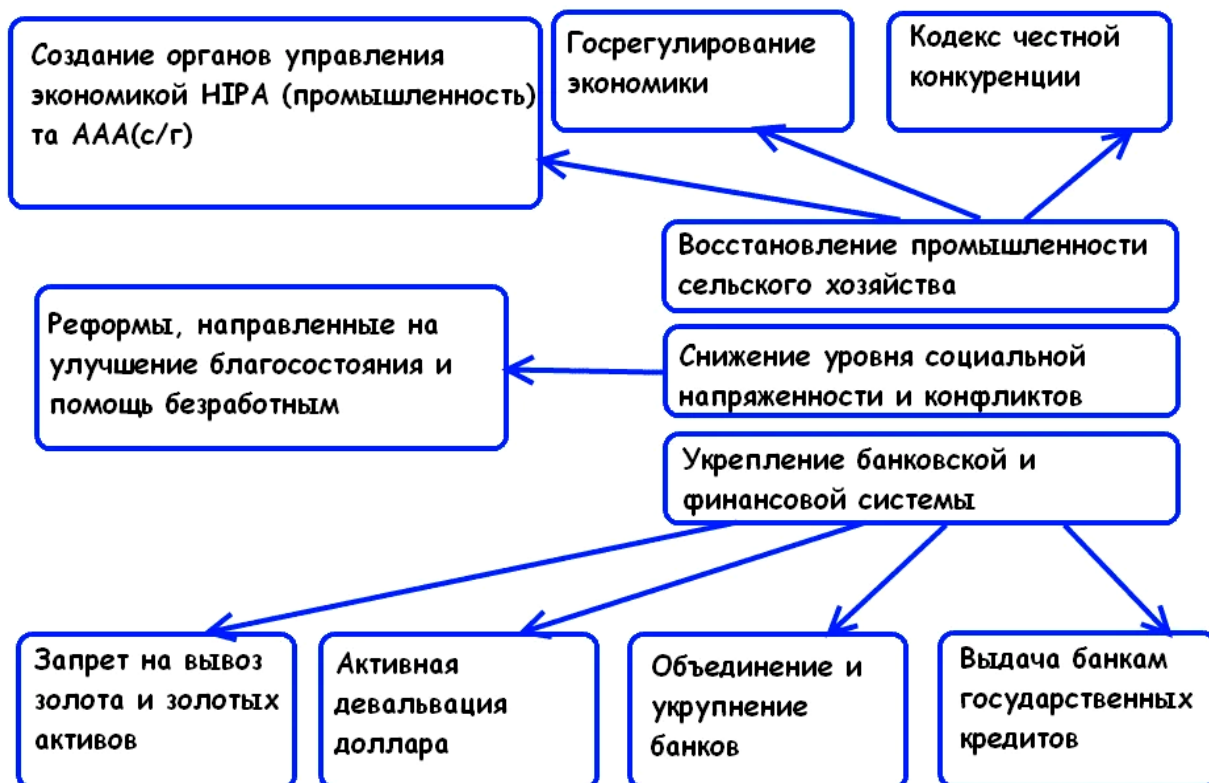 Создание органов управления
экономикой HIPA (промышленность)
та ААА(с/г)
Госрегулирование
экономики
Кодекс честной
конкуренции
Восстановление промышленности
сельского хозяйства
Реформы, направленные на
улучшение благосостояния и
помощь безработным
Снижение уровня социальной
напряженности и конфликтов
Укрепление банковской и
финансовой системы
Запрет на вывоз
золота и золотых
активов
Активная
девальвация
доллара
Объединение и
укрупнение
банков
Выдача банкам
государственных
кредитов